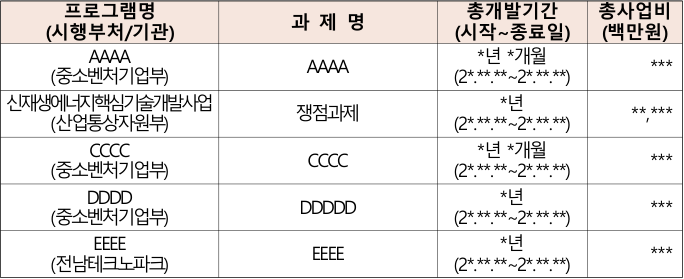 프로그램명
(시행부처/기관)
과 제 명
총개발기간
(시작~종료일)
총사업비
(백만원)
AAAA
(중소벤처기업부)
AAAA
*년 *개월
(2*.**.**~2*.**.**)
***
신재생에너지핵심기술개발사업
(산업통상자원부)
쟁점과제
*년
(2*.**.**~2*.**.**)
**,***
CCCC
(중소벤처기업부)
CCCC
*년 *개월
(2*.**.**~2*.**.**)
***
DDDD
(중소벤처기업부)
DDDDD
*년
(2*.**.**~2*.**.**)
***
EEEE
(전남테크노파크)
EEEE
*년
(2*.**.**~2*.**.**)
***